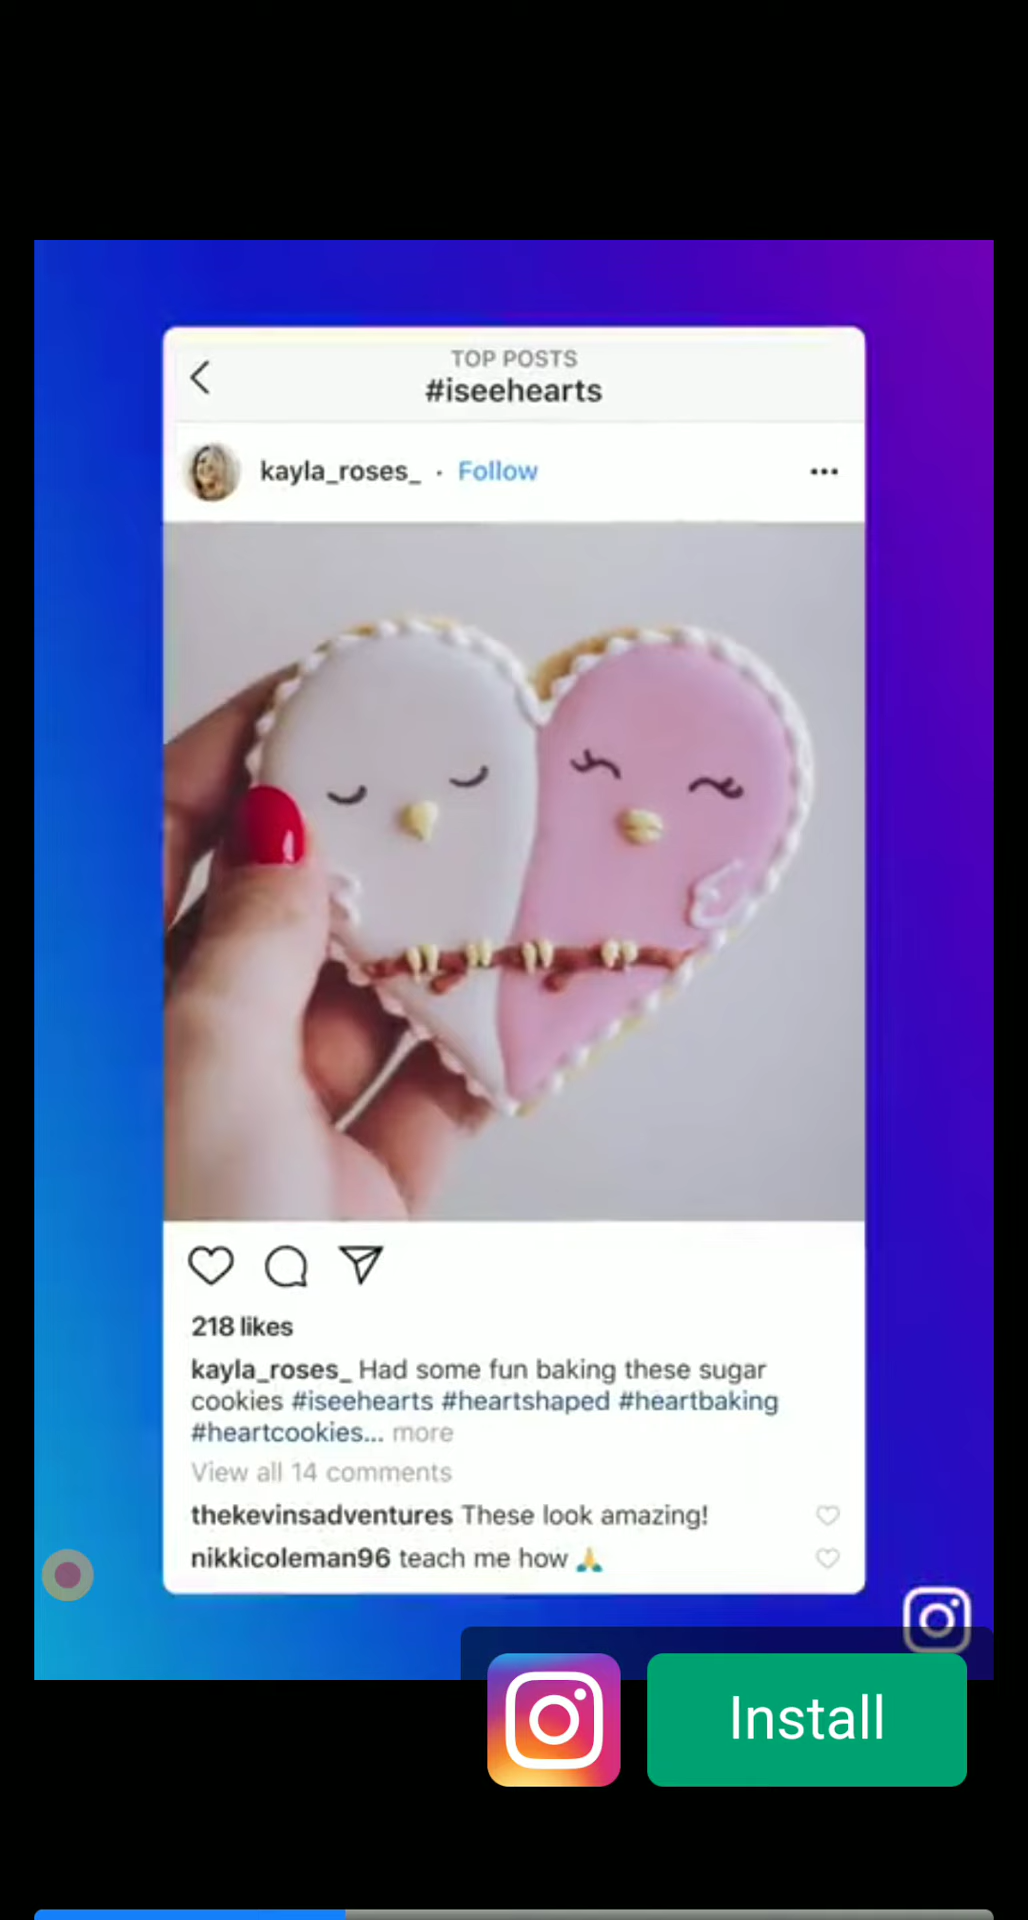 TOP POSTS
#iseehearts
kayla_roses_ · Follow
218 likes
kayla_roses_ Had some fun baking these sugar
cookies #iseehearts #heartshaped #heartbaking
#heartcookies... more
View all 14 comments
thekevinsadventures These look amazing!
nikkicoleman96 teach me how 🙏
Install